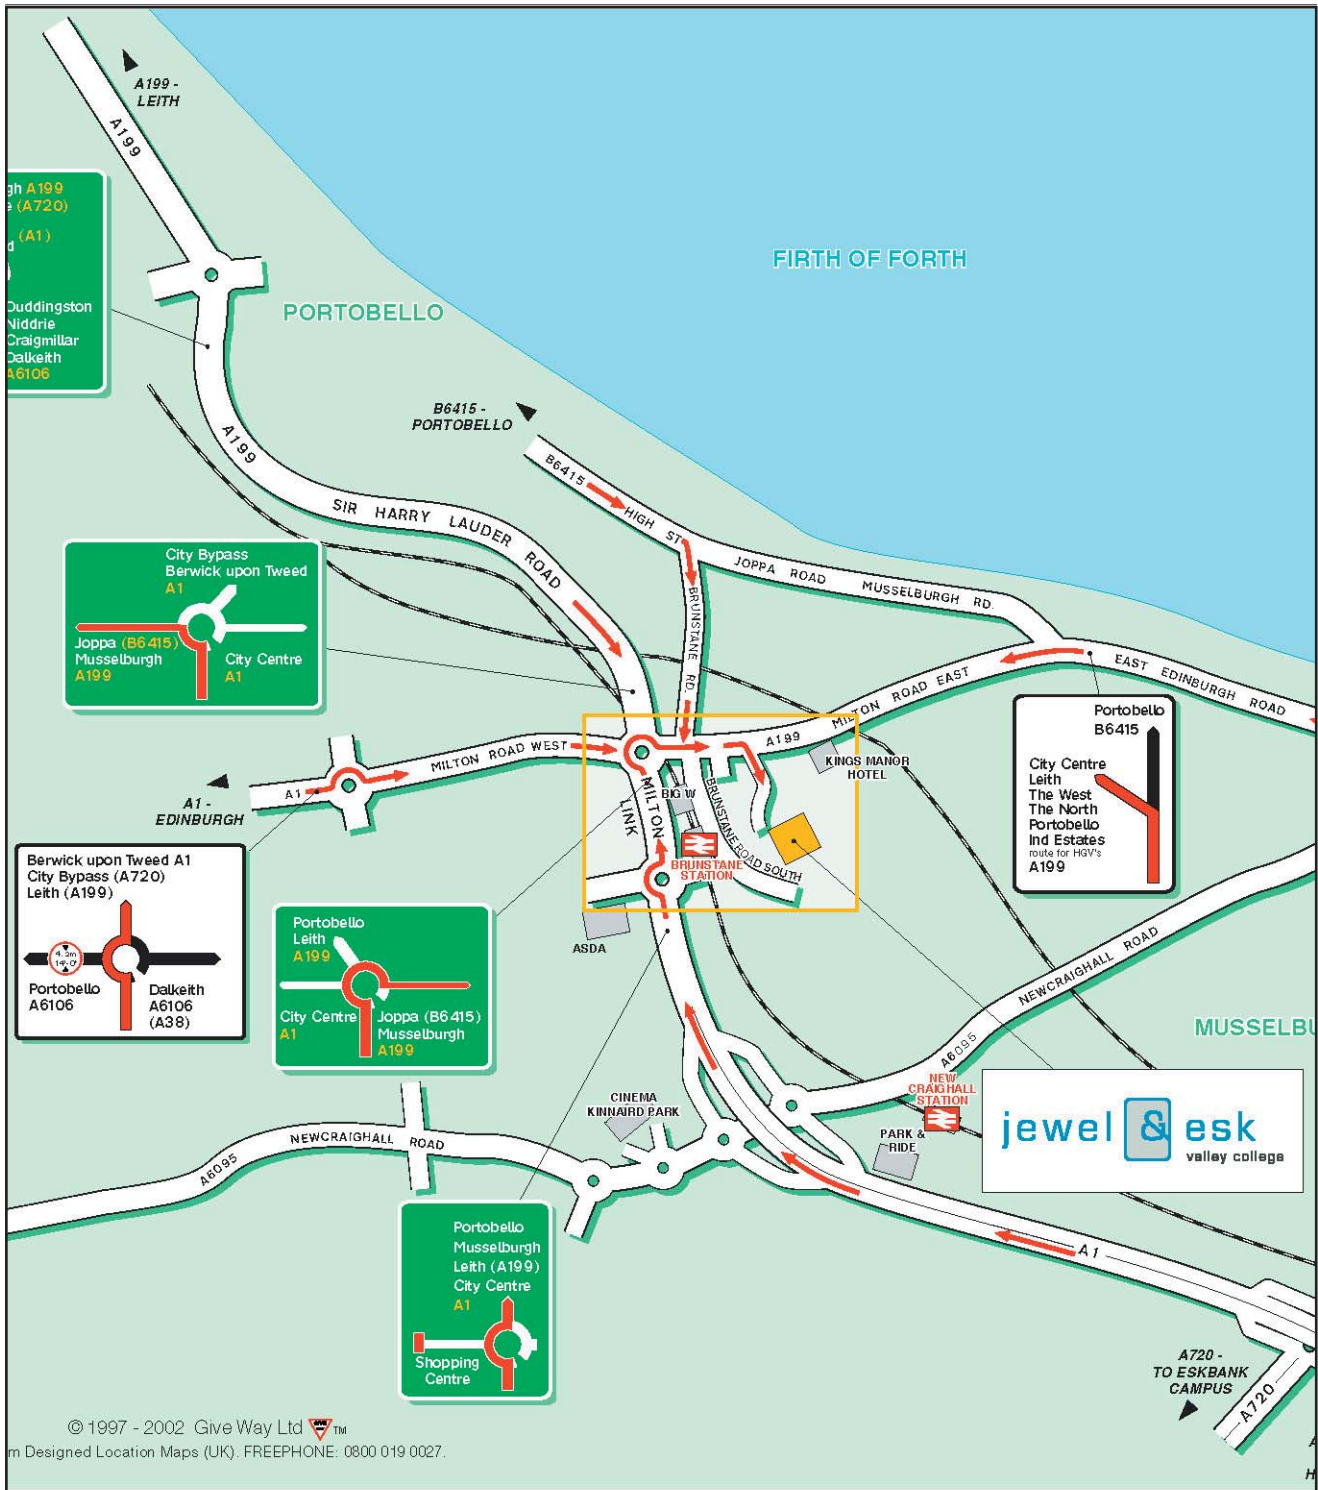 A199 -
LEITH
A199
A199
(A720)
(A1)
Duddingston
Niddrie
Craigmillar
Dalkeith
A6106
FIRTH OF FORTH
PORTOBELLO
B6415 -
PORTOBELLO
A199
SIR HARRY LAUDER ROAD
B6415
HIGH ST
JOPPA ROAD
MUSSELBURGH RD.
BRUNSTANE RD.
EAST EDINBURGH ROAD
MILTON ROAD EAST
A199
City Bypass
Berwick upon Tweed
A1
Joppa (B6415)
Musselburgh
A199
City Centre
A1
MILTON ROAD WEST
A1
A1 -
EDINBURGH
KINGS MANOR
HOTEL
BIG W
MILTON
LINK
BRUNSTANE ROAD SOUTH
BRUNSTANE
STATION
ASDA
Portobello
B6415
City Centre
Leith
The West
The North
Portobello
Ind Estates
route for HGV's
A199
Berwick upon Tweed A1
City Bypass (A720)
Leith (A199)
4.2m
14'-0"
Portobello
A6106
Dalkeith
A6106
(A38)
Portobello
Leith
A199
City Centre
A1
Joppa (B6415)
Musselburgh
A199
NEWCRAIGHALL ROAD
A6095
MUSSELBU
NEW
CRAIGHALL
STATION
PARK &
RIDE
CINEMA
KINNAIRD PARK
NEWCRAIGHALL ROAD
A6095
jewel & esk
valley college
A1
Portobello
Musselburgh
Leith (A199)
City Centre
A1
Shopping
Centre
A720 -
TO ESKBANK
CAMPUS
A720
© 1997 - 2002 Give Way Ltd GIVE WAY TM
m Designed Location Maps (UK). FREEPHONE: 0800 019 0027.
H